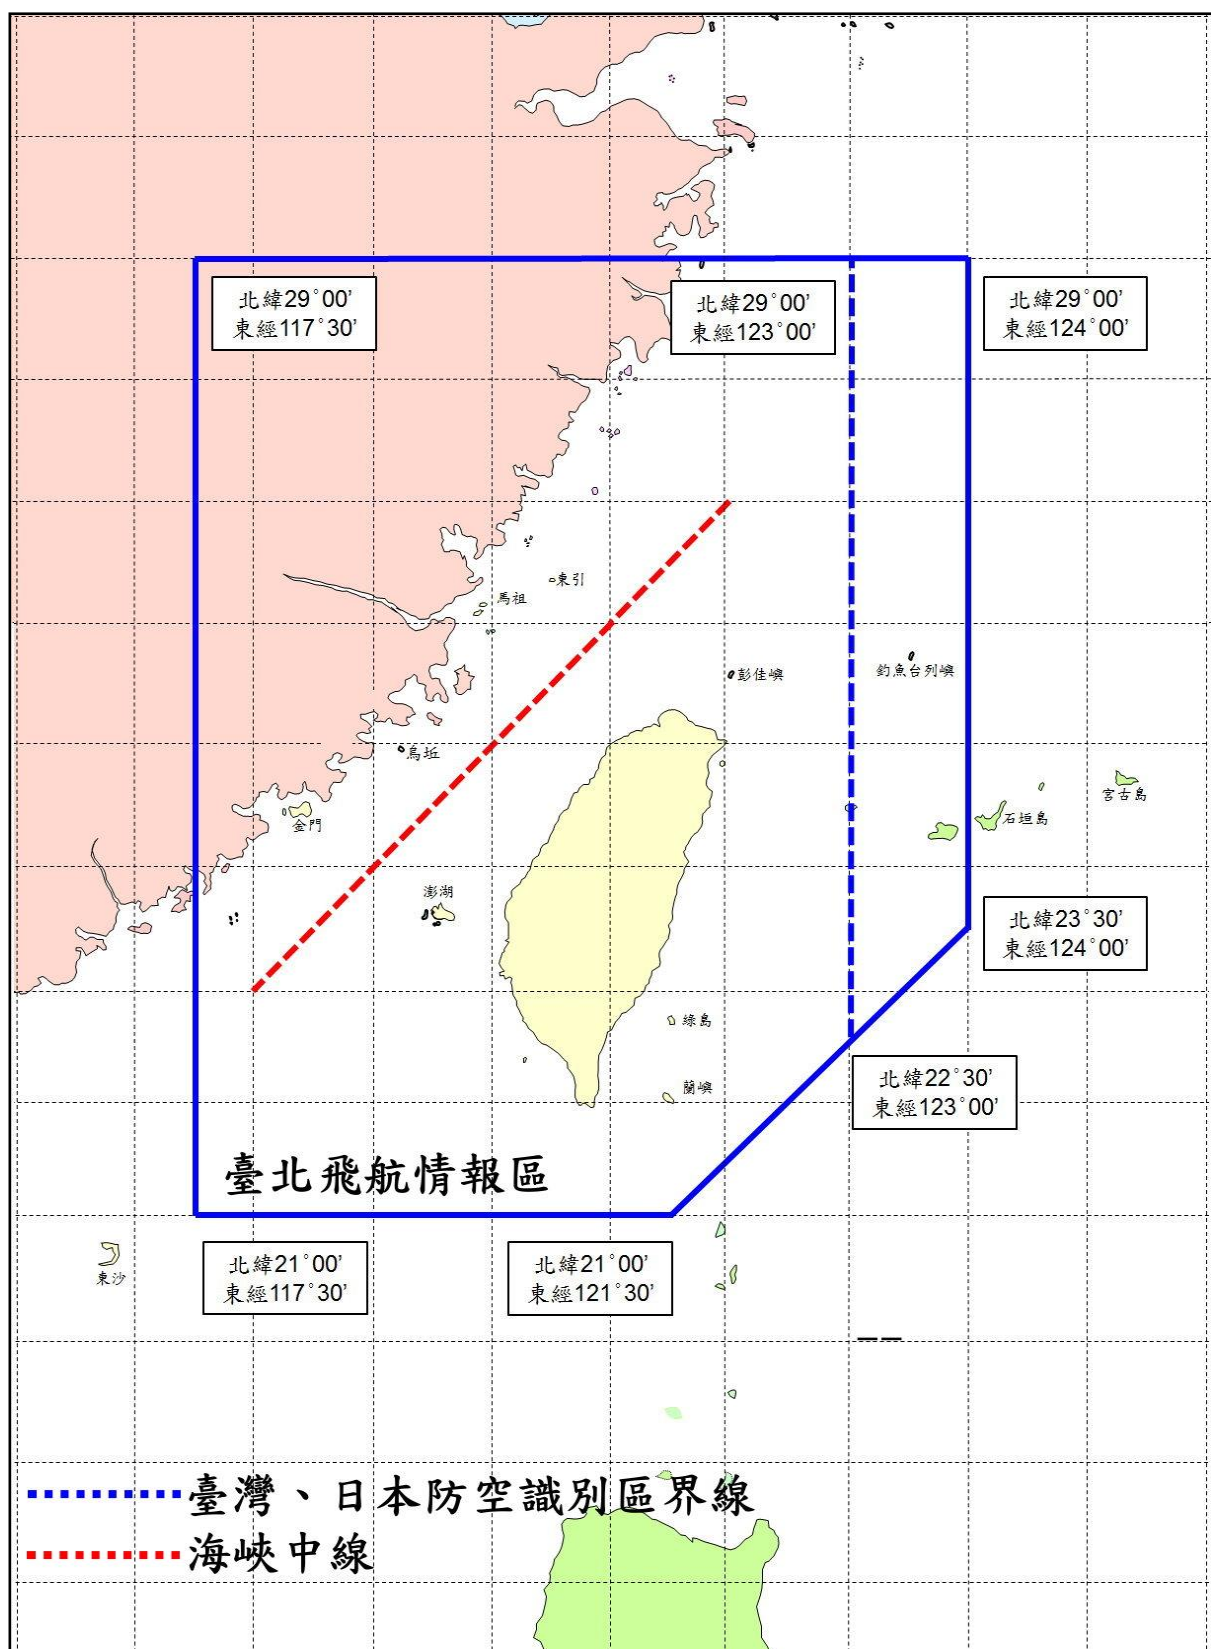 北緯29°00’
東經117°30’
北緯29°00’
東經123°00’
北緯29°00’
東經124°00’
東引
馬祖
彭佳嶼
釣魚台列嶼
烏坵
金門
宮古島
石垣島
澎湖
北緯23°30’
東經124°00’
綠島
蘭嶼
北緯22°30’
東經123°00’
臺北飛航情報區
東沙
北緯21°00’
東經117°30’
北緯21°00’
東經121°30’
臺灣、日本防空識別區界線
海峽中線